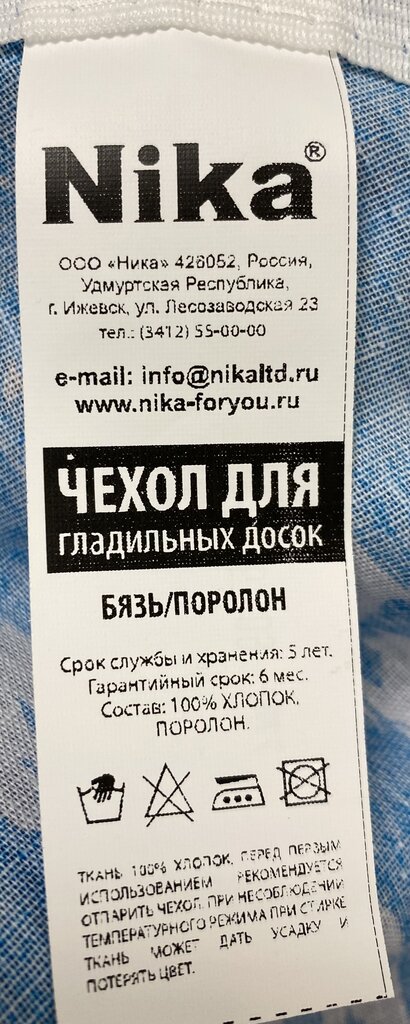 Nika®
ООО «Ника» 426052, Россия,
Удмуртская Республика,
г. Ижевск, ул. Лесозаводская 23
тел.: (3412) 55-00-00
e-mail: info@nikaltd.ru
www.nika-foryou.ru
ЧЕХОЛ ДЛЯ
ГЛАДИЛЬНЫХ ДОСОК
БЯЗЬ/ПОРОЛОН
Срок службы и хранения: 5 лет.
Гарантийный срок: 6 мес.
Состав: 100% ХЛОПОК,
ПОРОЛОН.
ТКАНЬ 100% ХЛОПОК. ПЕРЕД ПЕРВЫМ
ИСПОЛЬЗОВАНИЕМ РЕКОМЕНДУЕТСЯ
ОТПАРИТЬ ЧЕХОЛ. ПРИ НЕСОБЛЮДЕНИИ
ТЕМПЕРАТУРНОГО РЕЖИМА ПРИ СТИРКЕ
ТКАНЬ МОЖЕТ ДАТЬ УСАДКУ И
ПОТЕРЯТЬ ЦВЕТ.